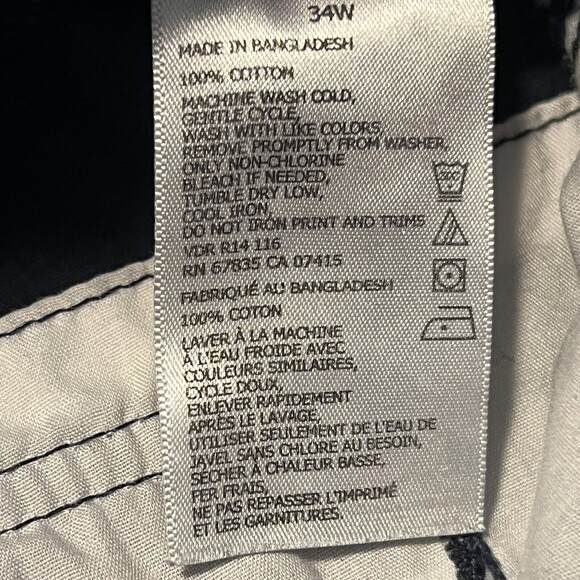 34W
MADE IN BANGLADESH
100% COTTON
MACHINE WASH COLD,
GENTLE CYCLE,
WASH WITH LIKE COLORS,
REMOVE PROMPTLY FROM WASHER,
ONLY NON-CHLORINE
BLEACH IF NEEDED,
TUMBLE DRY LOW,
COOL IRON,
DO NOT IRON PRINT AND TRIMS
VDR R14 116
RN 67835 CA 07415
FABRIQUÉ AU BANGLADESH
100% COTON
LAVER À LA MACHINE
À L'EAU FROIDE AVEC
COULEURS SIMILAIRES,
CYCLE DOUX,
ENLEVER RAPIDEMENT
APRÈS LE LAVAGE,
UTILISER SEULEMENT DE L'EAU DE
JAVEL SANS CHLORE AU BESOIN,
SÉCHER À CHALEUR BASSE,
FER FRAIS,
NE PAS REPASSER L'IMPRIMÉ
ET LES GARNITURES.